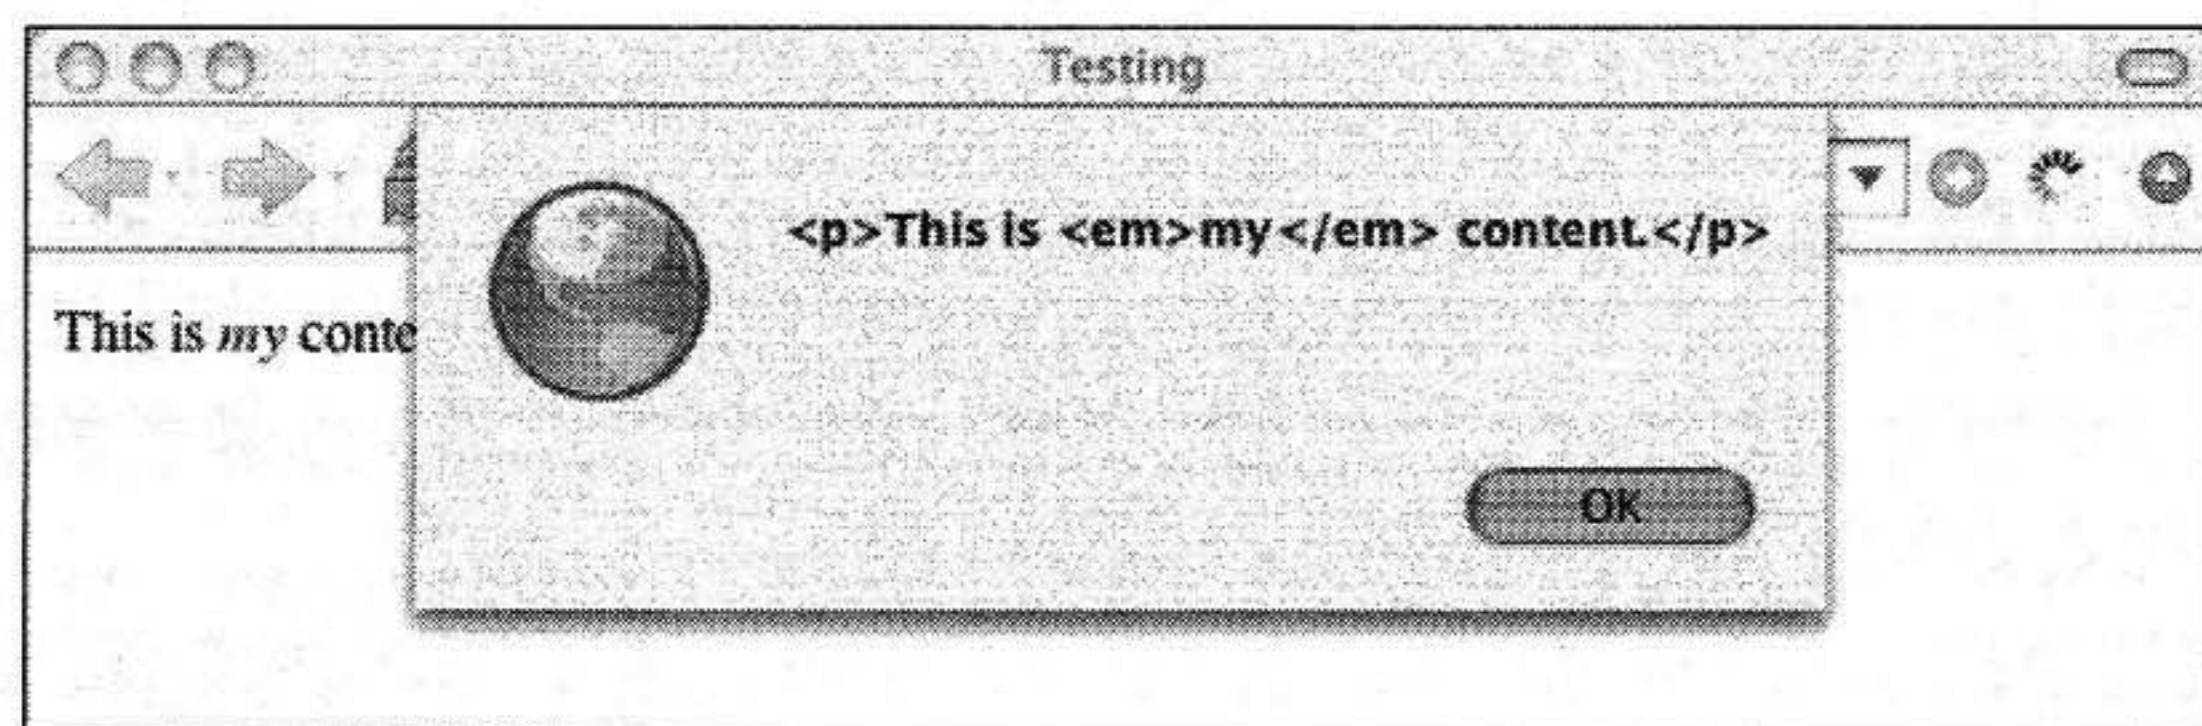 Testing
<p>This is <em>my</em> content.</p>
This is my conte
OK